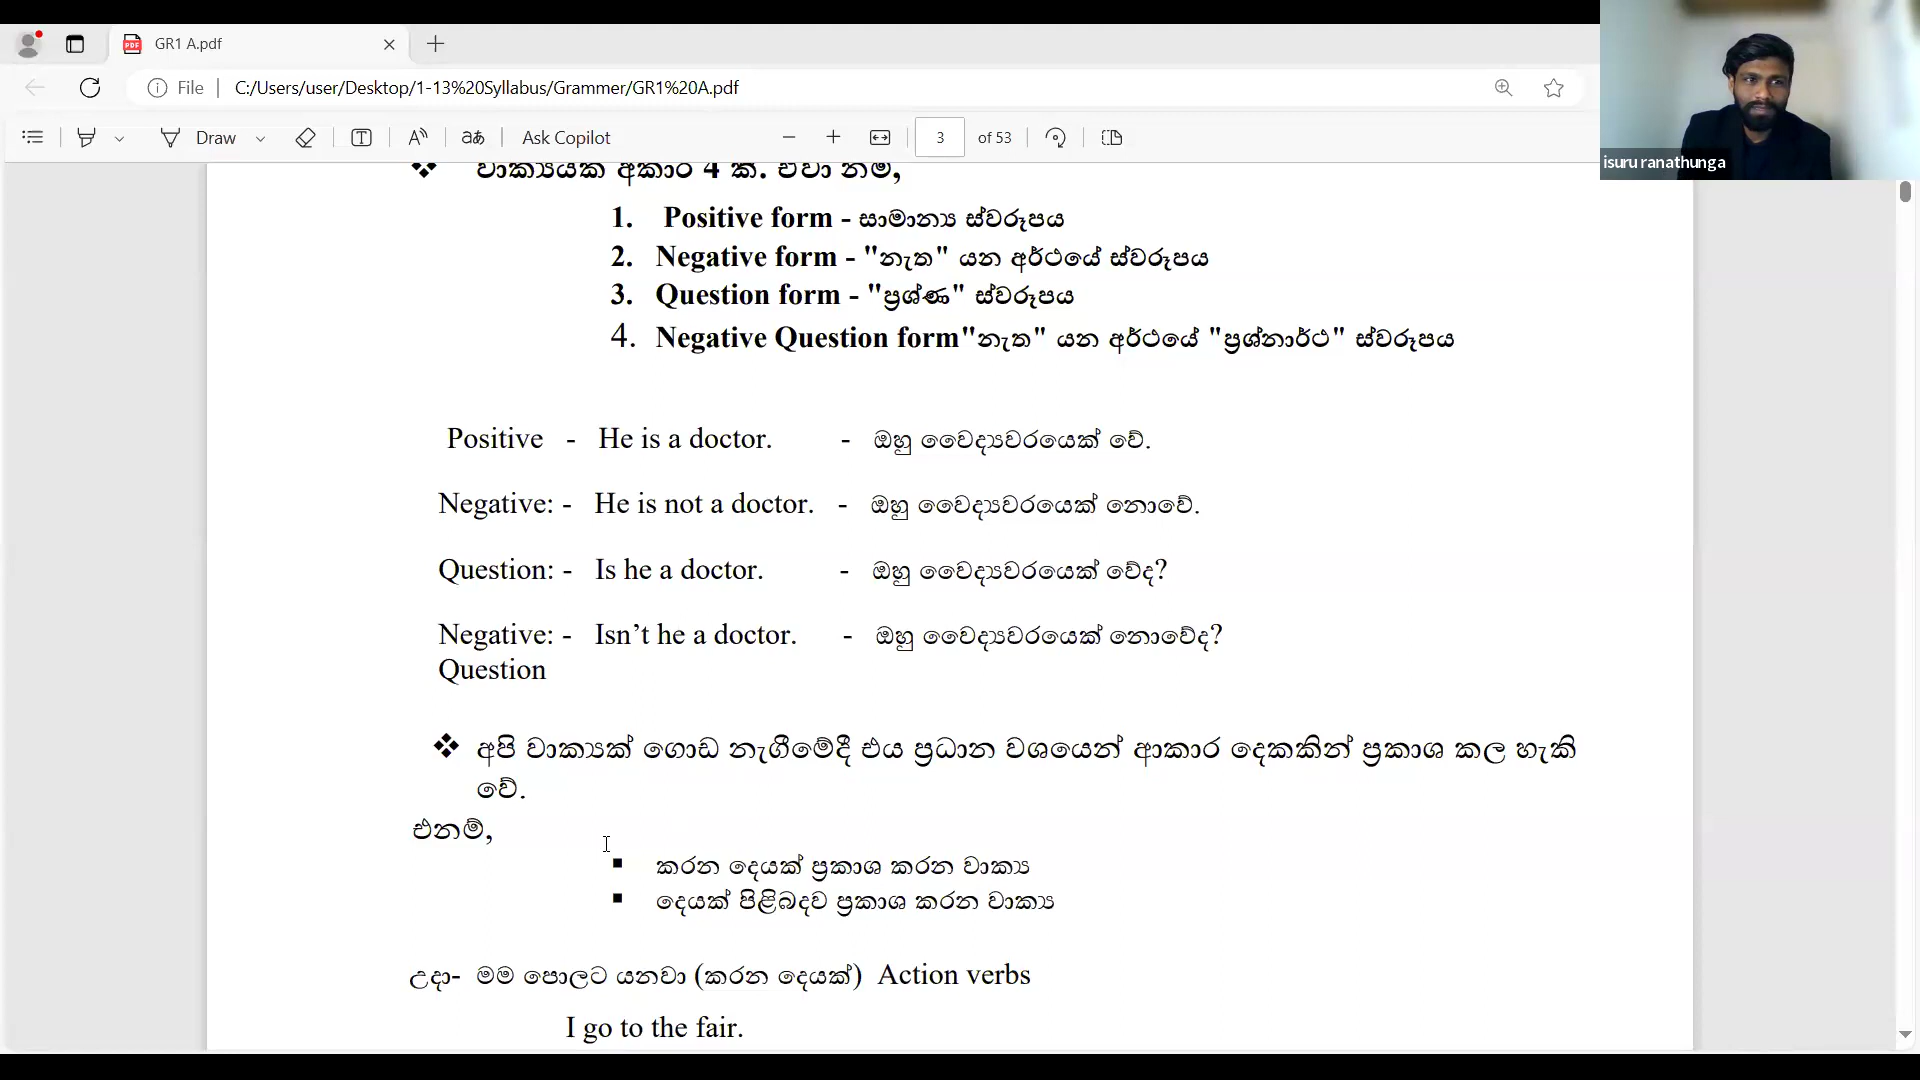 GR1 A.pdf
File | C:/Users/user/Desktop/1-13%20Syllabus/Grammer/GR1%20A.pdf
Draw Ask Copilot 3 of 53
isuru ranathunga
❖ වාක්‍යයක අකාර 4 කි. ඒවා නම්,
1. Positive form - සාමාන්‍ය ස්වරූපය
2. Negative form - "නැත" යන අර්ථයේ ස්වරූපය
3. Question form - "ප්‍රශ්ණ" ස්වරූපය
4. Negative Question form"නැත" යන අර්ථයේ "ප්‍රශ්නාර්ථ" ස්වරූපය
Positive - He is a doctor. - ඔහු වෛද්‍යවරයෙක් වේ.
Negative: - He is not a doctor. - ඔහු වෛද්‍යවරයෙක් නොවේ.
Question: - Is he a doctor. - ඔහු වෛද්‍යවරයෙක් වේද?
Negative: - Isn’t he a doctor. - ඔහු වෛද්‍යවරයෙක් නොවේද?
Question
❖ අපි වාක්‍යක් ගොඩ නැගීමේදී එය ප්‍රධාන වශයෙන් ආකාර දෙකකින් ප්‍රකාශ කල හැකි
වේ.
එනම්,
▪ කරන දෙයක් ප්‍රකාශ කරන වාක්‍ය
▪ දෙයක් පිළිබදව ප්‍රකාශ කරන වාක්‍ය
උදා- මම පොලට යනවා (කරන දෙයක්) Action verbs
I go to the fair.